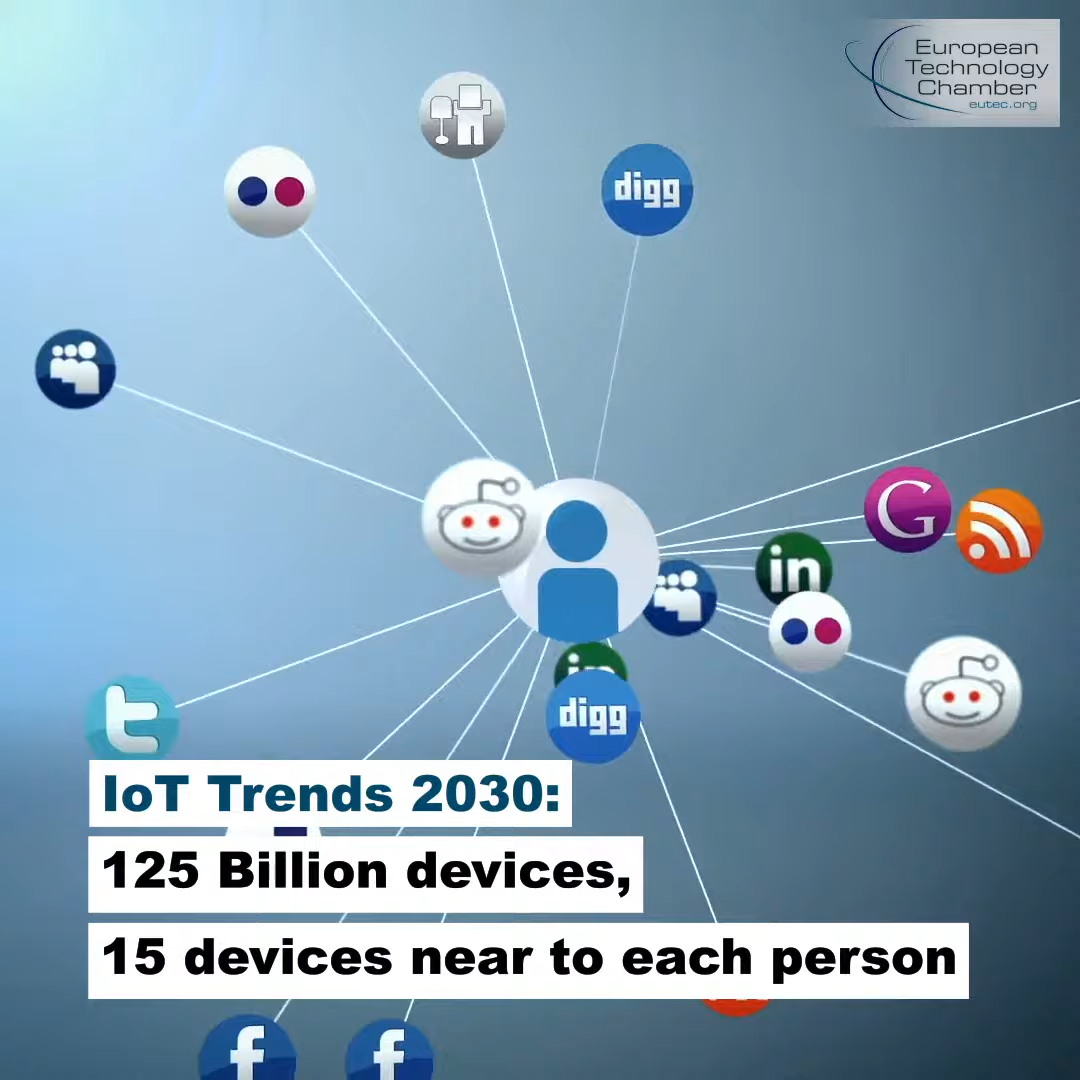 European
Technology
Chamber
eutec.org
digg
G
in
t
in
digg
IoT Trends 2030:
125 Billion devices,
15 devices near to each person
f
f